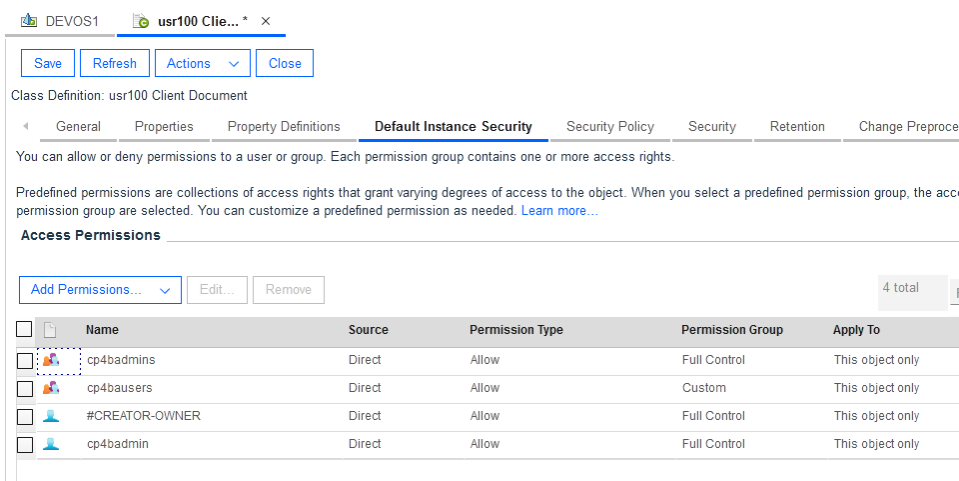 DEVOS1 usr100 Clie... * ×
Save Refresh Actions Close
Class Definition: usr100 Client Document
General Properties Property Definitions Default Instance Security Security Policy Security Retention Change Preproce
You can allow or deny permissions to a user or group. Each permission group contains one or more access rights.
Predefined permissions are collections of access rights that grant varying degrees of access to the object. When you select a predefined permission group, the acc
permission group are selected. You can customize a predefined permission as needed. Learn more...
Access Permissions
Add Permissions... Edit... Remove 4 total
Name Source Permission Type Permission Group Apply To
cp4badmins Direct Allow Full Control This object only
cp4bausers Direct Allow Custom This object only
#CREATOR-OWNER Direct Allow Full Control This object only
cp4badmin Direct Allow Full Control This object only